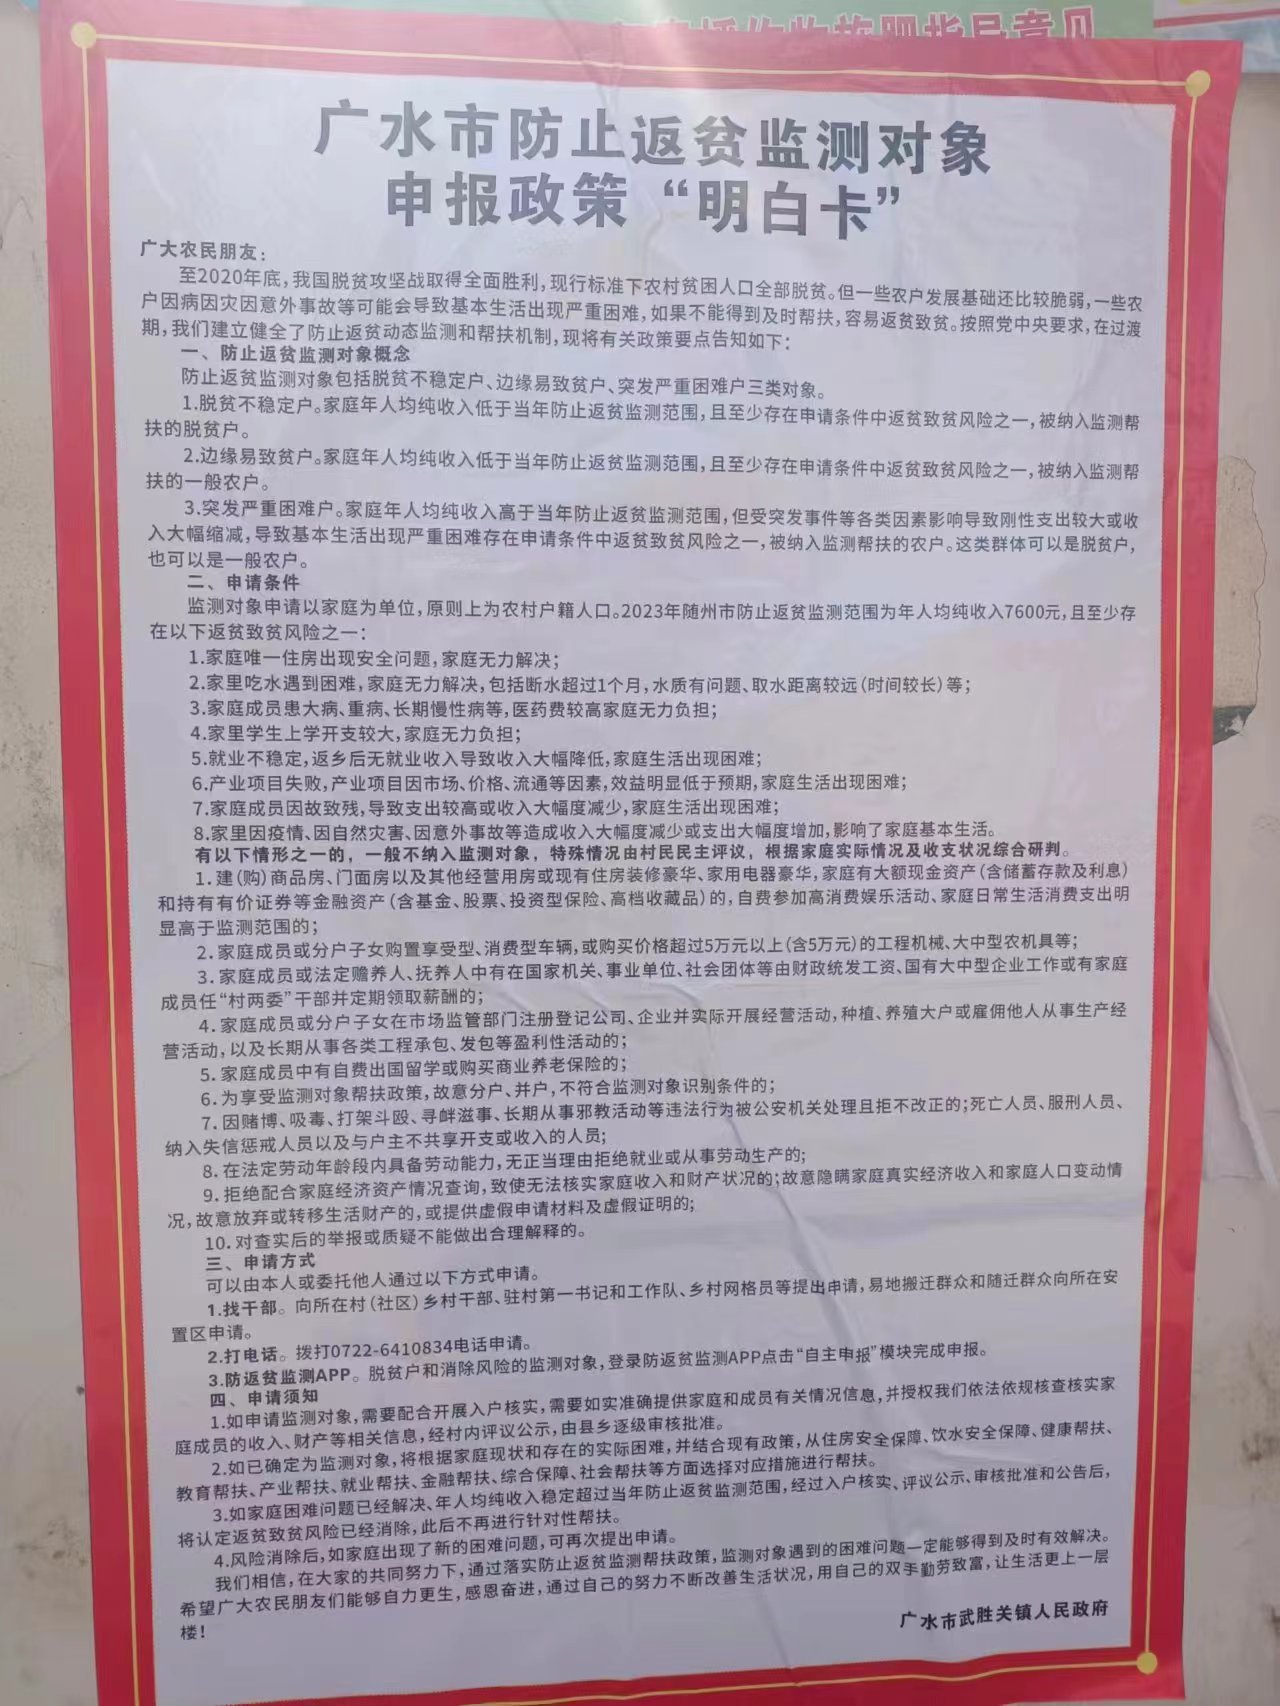 广水市防止返贫监测对象
申报政策“明白卡”
广大农民朋友：
至2020年底，我国脱贫攻坚战取得全面胜利，现行标准下农村贫困人口全部脱贫。但一些农户发展基础还比较脆弱，一些农
户因病因灾因意外事故等可能会导致基本生活出现严重困难，如果不能得到及时帮扶，容易返贫致贫。按照党中央要求，在过渡
期，我们建立健全了防止返贫动态监测和帮扶机制，现将有关政策要点告知如下：
一、防止返贫监测对象概念
防止返贫监测对象包括脱贫不稳定户、边缘易致贫户、突发严重困难户三类对象。
1.脱贫不稳定户。家庭年人均纯收入低于当年防止返贫监测范围，且至少存在申请条件中返贫致贫风险之一，被纳入监测帮
扶的脱贫户。
2.边缘易致贫户。家庭年人均纯收入低于当年防止返贫监测范围，且至少存在申请条件中返贫致贫风险之一，被纳入监测帮
扶的一般农户。
3.突发严重困难户。家庭年人均纯收入高于当年防止返贫监测范围，但受突发事件等各类因素影响导致刚性支出较大或收
入大幅缩减，导致基本生活出现严重困难存在申请条件中返贫致贫风险之一，被纳入监测帮扶的农户。这类群体可以是脱贫户，
也可以是一般农户。
二、申请条件
监测对象申请以家庭为单位，原则上为农村户籍人口。2023年随州市防止返贫监测范围为年人均纯收入7600元，且至少存
在以下返贫致贫风险之一：
1.家庭唯一住房出现安全问题，家庭无力解决；
2.家里吃水遇到困难，家庭无力解决，包括断水超过1个月，水质有问题、取水距离较远（时间较长）等；
3.家庭成员患大病、重病、长期慢性病等，医药费较高家庭无力负担；
4.家里学生上学开支较大，家庭无力负担；
5.就业不稳定，返乡后无就业收入导致收入大幅降低，家庭生活出现困难；
6.产业项目失败，产业项目因市场、价格、流通等因素，效益明显低于预期，家庭生活出现困难；
7.家庭成员因故致残，导致支出较高或收入大幅度减少，家庭生活出现困难；
8.家里因疫情、因自然灾害、因意外事故等造成收入大幅度减少或支出大幅度增加，影响了家庭基本生活。
有以下情形之一的，一般不纳入监测对象，特殊情况由村民民主评议，根据家庭实际情况及收支状况综合研判。
1.建（购）商品房、门面房以及其他经营用房或现有住房装修豪华、家用电器豪华，家庭有大额现金资产（含储蓄存款及利息）
和持有有价证券等金融资产（含基金、股票、投资型保险、高档收藏品）的，自费参加高消费娱乐活动、家庭日常生活消费支出明
显高于监测范围的；
2.家庭成员或分户子女购置享受型、消费型车辆，或购买价格超过5万元以上（含5万元）的工程机械、大中型农机具等；
3.家庭成员或法定赡养人、抚养人中有在国家机关、事业单位、社会团体等由财政统发工资、国有大中型企业工作或有家庭
成员任“村两委”干部并定期领取薪酬的；
4.家庭成员或分户子女在市场监管部门注册登记公司、企业并实际开展经营活动，种植、养殖大户或雇佣他人从事生产经
营活动，以及长期从事各类工程承包、发包等盈利性活动的；
5.家庭成员中有自费出国留学或购买商业养老保险的；
6.为享受监测对象帮扶政策，故意分户、并户，不符合监测对象识别条件的；
7.因赌博、吸毒、打架斗殴、寻衅滋事、长期从事邪教活动等违法行为被公安机关处理且拒不改正的；死亡人员、服刑人员、
纳入失信惩戒人员以及与户主不共享开支或收入的人员；
8.在法定劳动年龄段内具备劳动能力，无正当理由拒绝就业或从事劳动生产的；
9.拒绝配合家庭经济资产情况查询，致使无法核实家庭收入和财产状况的；故意隐瞒家庭真实经济收入和家庭人口变动情
况，故意放弃或转移生活财产的，或提供虚假申请材料及虚假证明的；
10.对查实后的举报或质疑不能做出合理解释的。
三、申请方式
可以由本人或委托他人通过以下方式申请。
1.找干部。向所在村（社区）乡村干部、驻村第一书记和工作队、乡村网格员等提出申请，易地搬迁群众和随迁群众向所在安
置区申请。
2.打电话。拨打0722-6410834电话申请。
3.防返贫监测APP。脱贫户和消除风险的监测对象，登录防返贫监测APP点击“自主申报”模块完成申报。
四、申请须知
1.如申请监测对象，需要配合开展入户核实，需要如实准确提供家庭和成员有关情况信息，并授权我们依法依规核查核实家
庭成员的收入、财产等相关信息，经村内评议公示，由县乡逐级审核批准。
2.如已确定为监测对象，将根据家庭现状和存在的实际困难，并结合现有政策，从住房安全保障、饮水安全保障、健康帮扶、
教育帮扶、产业帮扶、就业帮扶、金融帮扶、综合保障、社会帮扶等方面选择对应措施进行帮扶。
3.如家庭困难问题已经解决、年人均纯收入稳定超过当年防止返贫监测范围，经过入户核实、评议公示、审核批准和公告后，
将认定返贫致贫风险已经消除，此后不再进行针对性帮扶。
4.风险消除后，如家庭出现了新的困难问题，可再次提出申请。
我们相信，在大家的共同努力下，通过落实防止返贫监测帮扶政策，监测对象遇到的困难问题一定能够得到及时有效解决。
希望广大农民朋友们能够自力更生，感恩奋进，通过自己的努力不断改善生活状况，用自己的双手勤劳致富，让生活更上一层
楼！
广水市武胜关镇人民政府